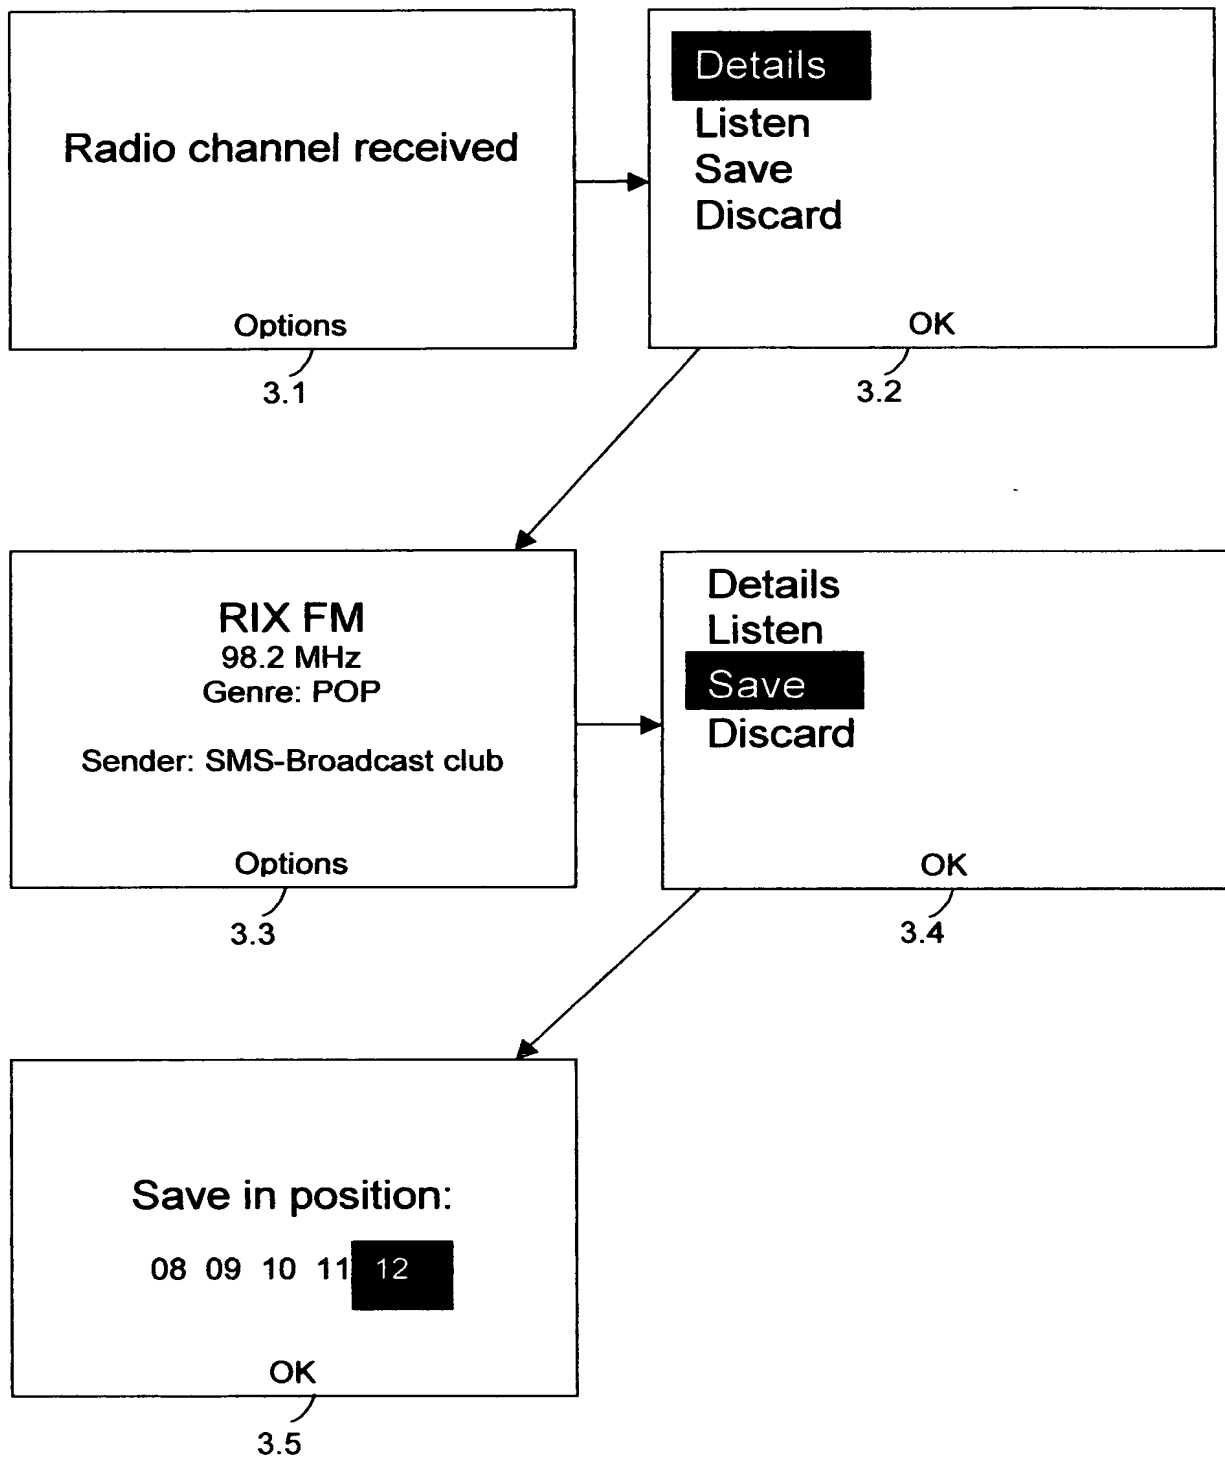 Radio channel received
Options
3.1
Details
Listen
Save
Discard
OK
3.2
RIX FM
98.2 MHz
Genre: POP
Sender: SMS-Broadcast club
Options
3.3
Details
Listen
Save
Discard
OK
3.4
Save in position:
08 09 10 11 12
OK
3.5